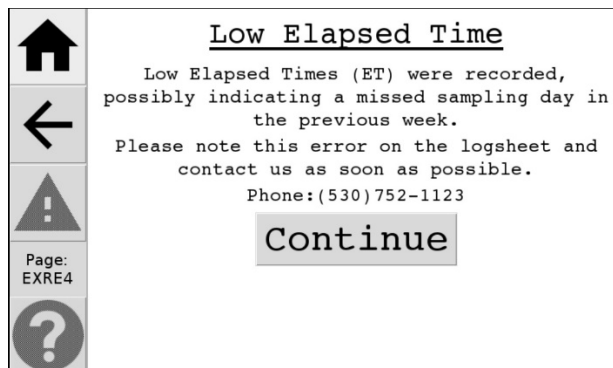 Low Elapsed Time
Low Elapsed Times (ET) were recorded,
possibly indicating a missed sampling day in
the previous week.
Please note this error on the logsheet and
contact us as soon as possible.
Phone:(530)752-1123
Continue
Page:
EXRE4